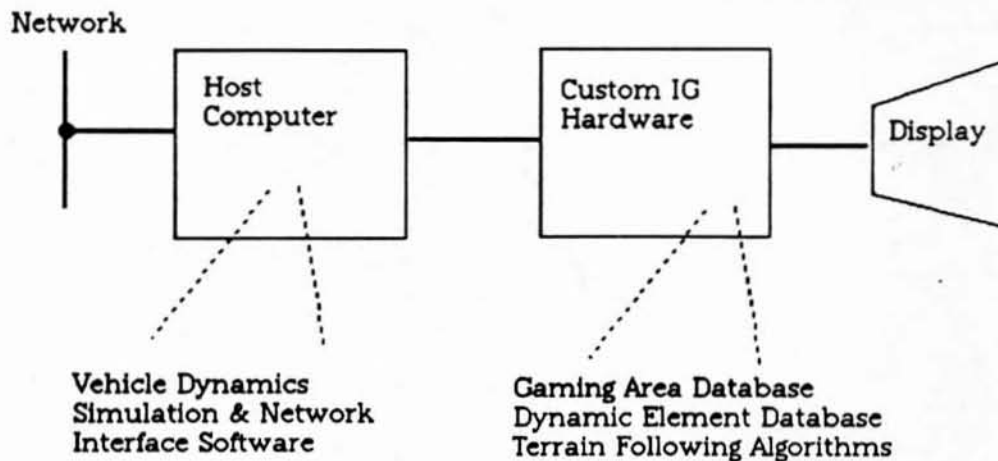 Network
Host
Computer
Custom IG
Hardware
Display
Vehicle Dynamics
Simulation & Network
Interface Software
Gaming Area Database
Dynamic Element Database
Terrain Following Algorithms